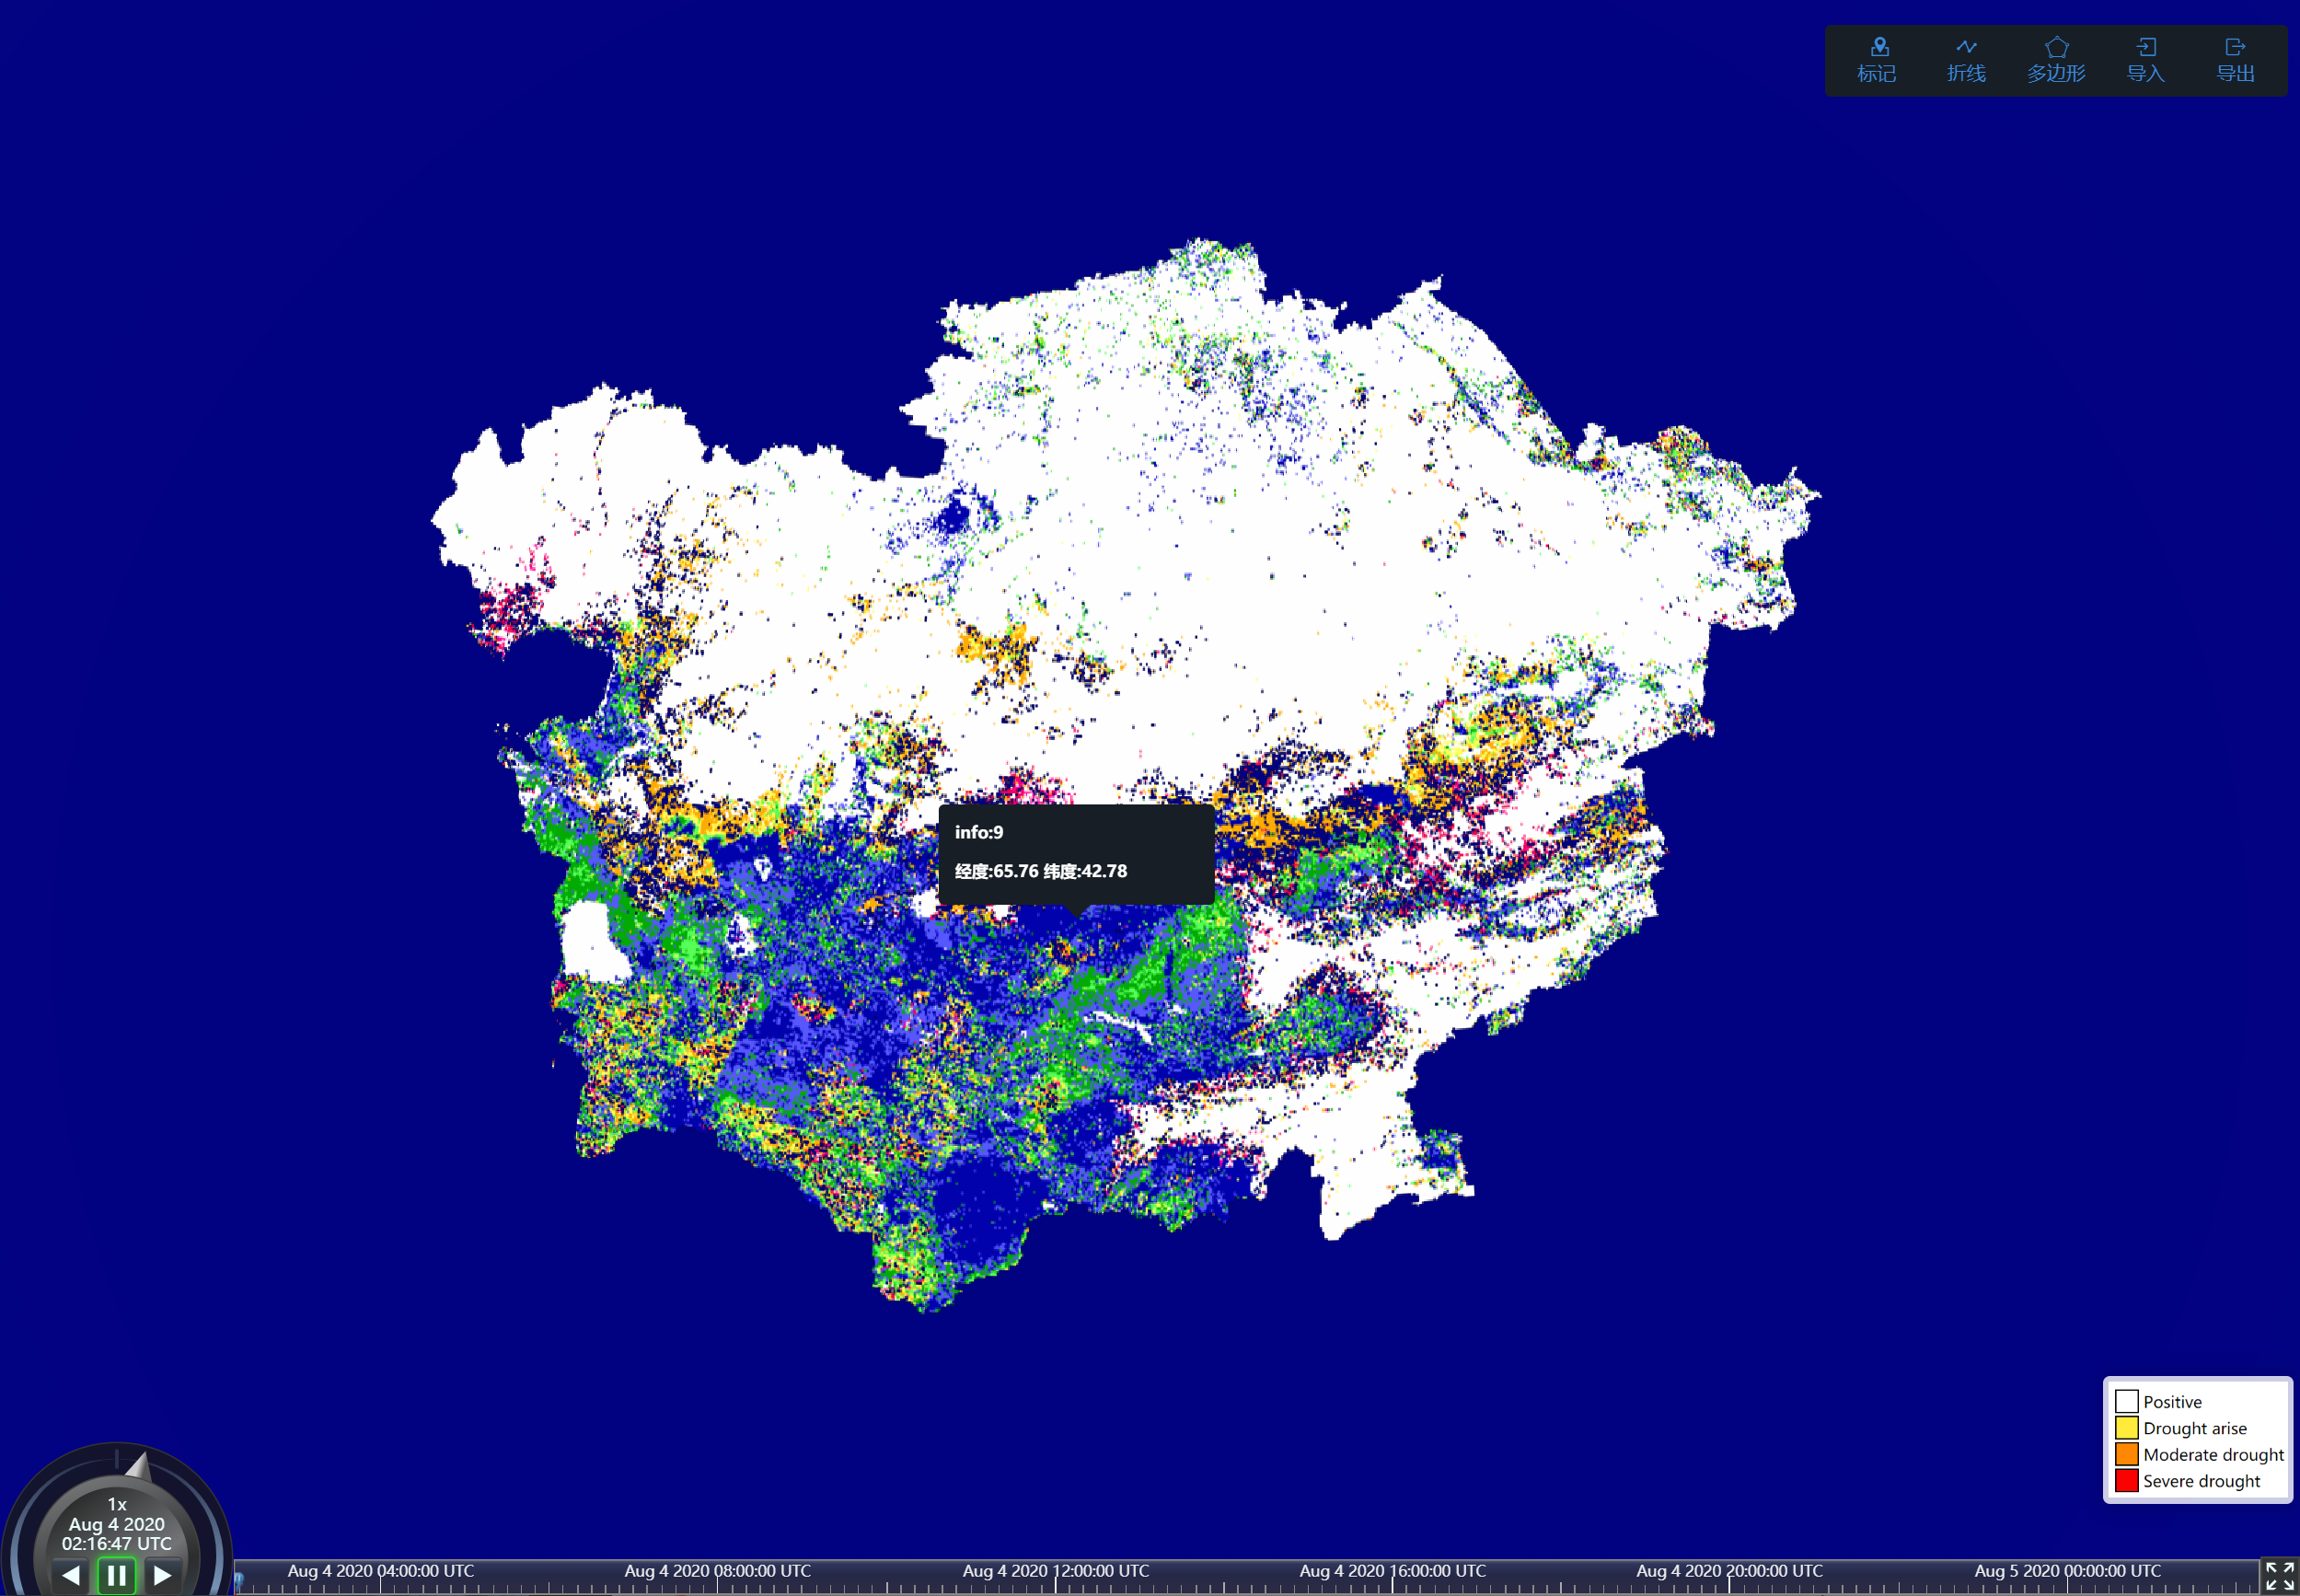 标记 折线 多边形 导入 导出
info:9
经度:65.76 纬度:42.78
Positive
Drought arise
Moderate drought
Severe drought
1x
Aug 4 2020
02:16:47 UTC
Aug 4 2020 04:00:00 UTC Aug 4 2020 08:00:00 UTC Aug 4 2020 12:00:00 UTC Aug 4 2020 16:00:00 UTC Aug 4 2020 20:00:00 UTC Aug 5 2020 00:00:00 UTC